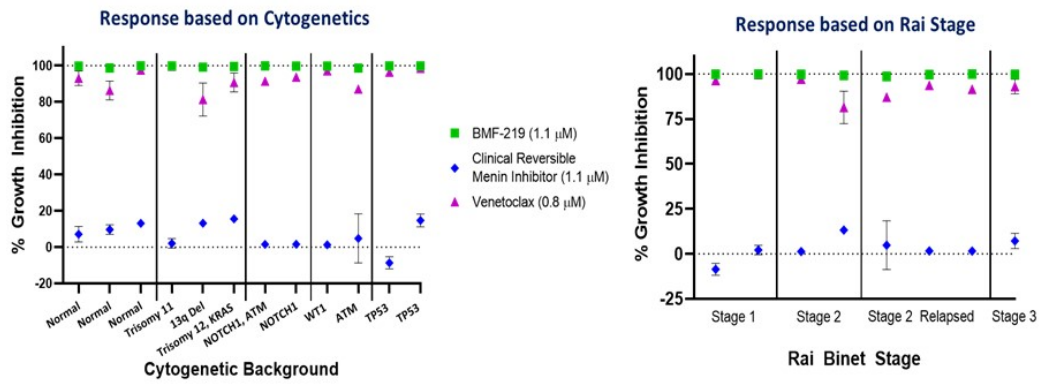 Response based on Cytogenetics
% Growth Inhibition
100
80
60
40
20
0
-20
Normal
Normal
Normal
Trisomy 11
13q Del
Trisomy 12, KRAS
NOTCH1, ATM
NOTCH1
WT1
ATM
TP53
TP53
Cytogenetic Background
BMF-219 (1.1 μM)
Clinical Reversible
Menin Inhibitor (1.1 μM)
Venetoclax (0.8 μM)
Response based on Rai Stage
% Growth Inhibition
100
75
50
25
0
-25
Stage 1
Stage 2
Stage 2 Relapsed
Stage 3
Rai Binet Stage